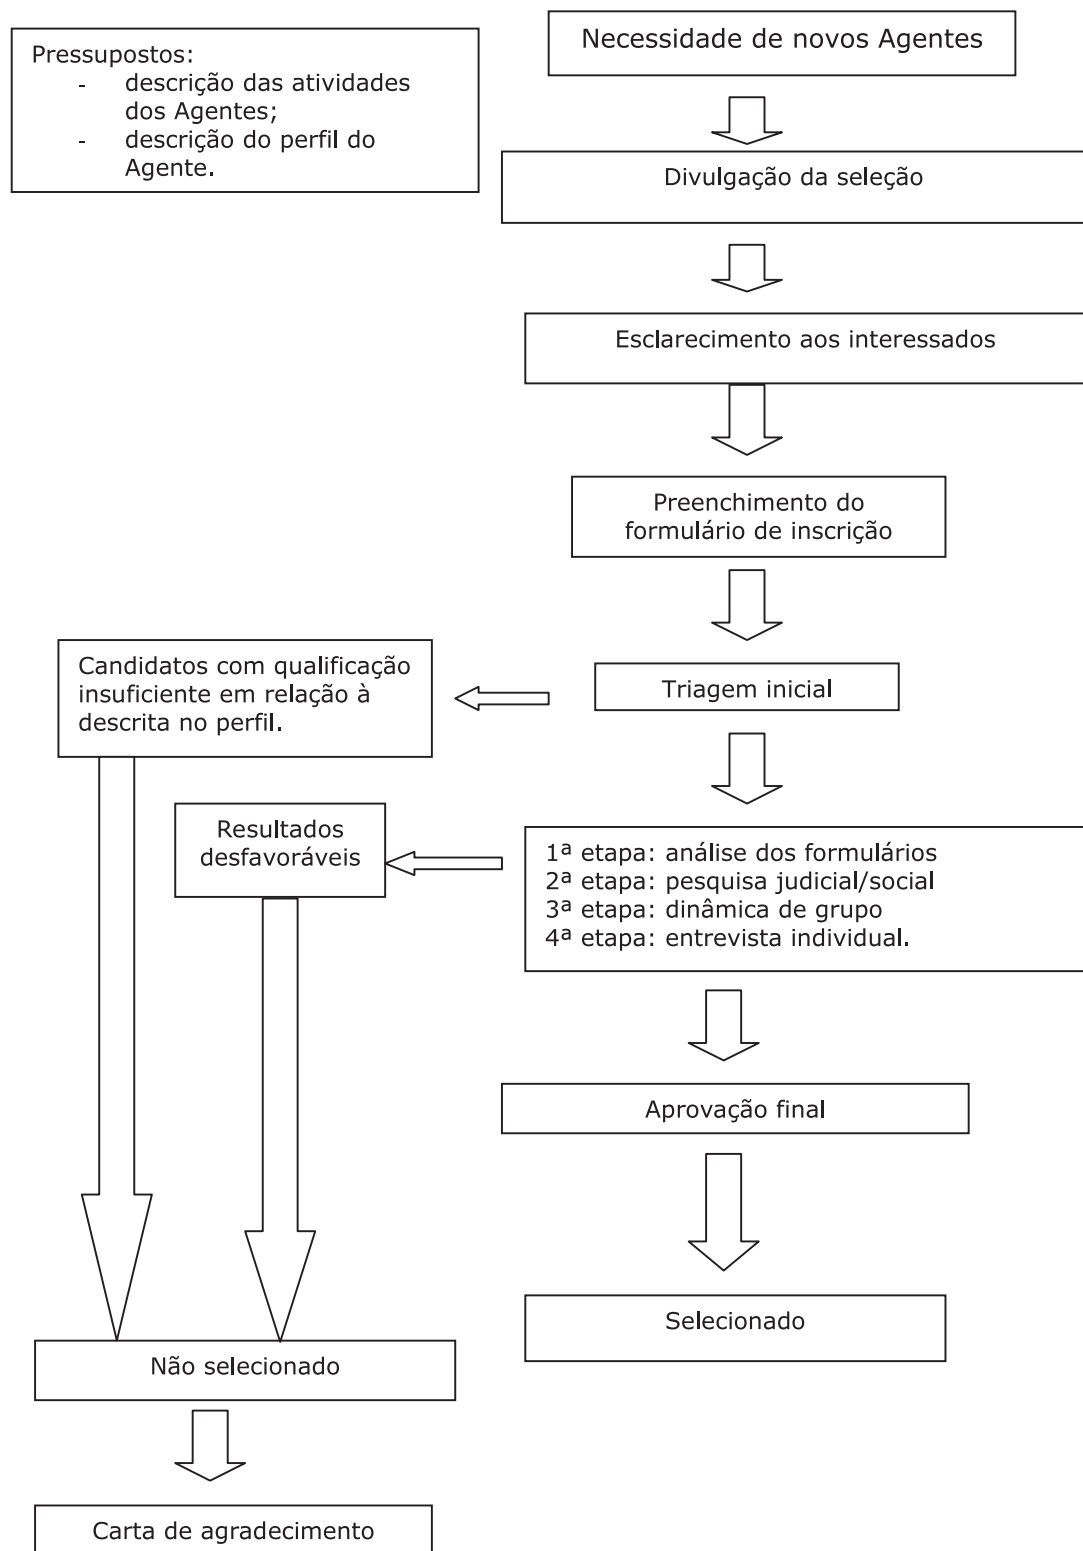 Necessidade de novos Agentes
Pressupostos:
- descrição das atividades
dos Agentes;
- descrição do perfil do
Agente.
Divulgação da seleção
Esclarecimento aos interessados
Preenchimento do
formulário de inscrição
Triagem inicial
Candidatos com qualificação
insuficiente em relação à
descrita no perfil.
Resultados
desfavoráveis
1ª etapa: análise dos formulários
2ª etapa: pesquisa judicial/social
3ª etapa: dinâmica de grupo
4ª etapa: entrevista individual.
Aprovação final
Selecionado
Não selecionado
Carta de agradecimento